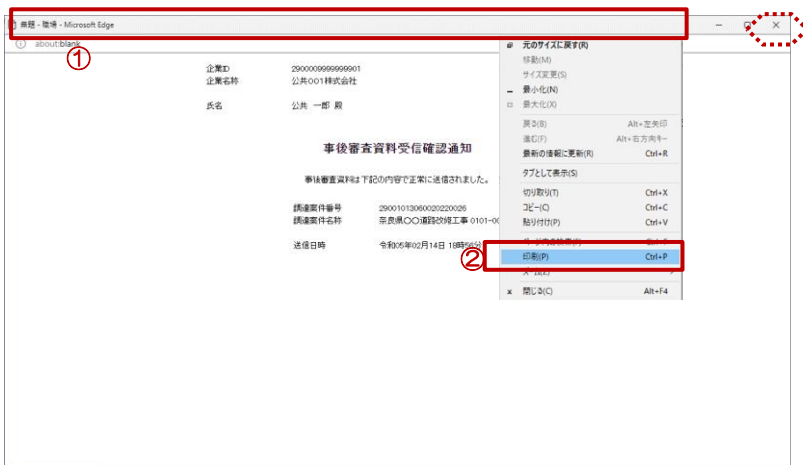 無題 - 職場 - Microsoft Edge
about:blank
①
企業ID 2900009999999901
企業名称 公共001株式会社
氏名 公共 一郎 殿
事後審査資料受信確認通知
事後審査資料は下記の内容で正常に送信されました。
調達案件番号 29001013060020220026
調達案件名称 奈良県〇〇道路改修工事 0101-00
送信日時 令和05年02月14日 18時56分
元のサイズに戻す(R)
移動(M)
サイズ変更(S)
最小化(N)
最大化(X)
戻る(B) Alt+左矢印
進む(F) Alt+右方向キー
最新の情報に更新(R) Ctrl+R
タブとして表示(S)
切り取り(T) Ctrl+X
コピー(C) Ctrl+C
貼り付け(P) Ctrl+V
②
印刷(P) Ctrl+P
閉じる(C) Alt+F4